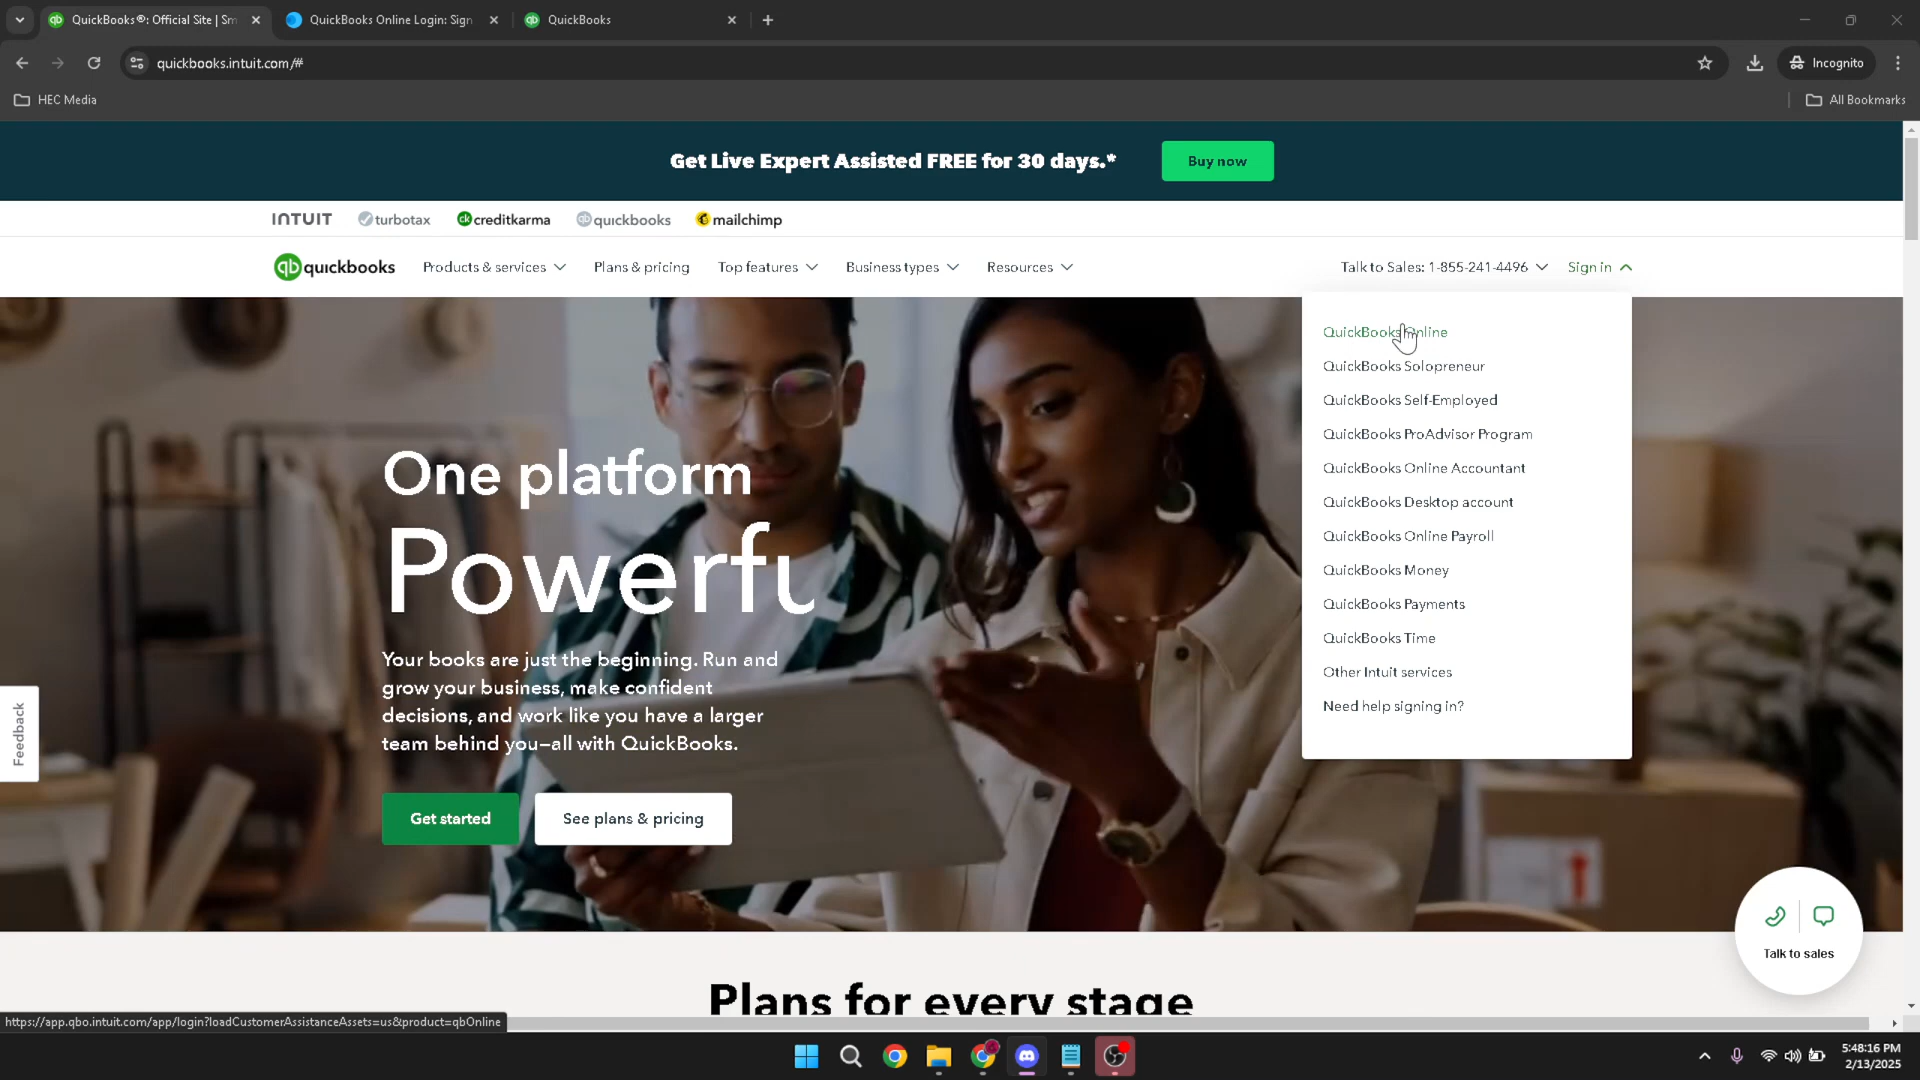 QuickBooks®: Official Site | Sm
QuickBooks Online Login: Sign
QuickBooks
quickbooks.intuit.com/#
Incognito
HEC Media
All Bookmarks
Get Live Expert Assisted FREE for 30 days.*
Buy now
INTUIT turbotax creditkarma quickbooks mailchimp
quickbooks
Products & services
Plans & pricing
Top features
Business types
Resources
Talk to Sales: 1-855-241-4496
Sign in
QuickBooks Online
QuickBooks Solopreneur
QuickBooks Self-Employed
QuickBooks ProAdvisor Program
QuickBooks Online Accountant
QuickBooks Desktop account
QuickBooks Online Payroll
QuickBooks Money
QuickBooks Payments
QuickBooks Time
Other Intuit services
Need help signing in?
One platform
Powerfu
Your books are just the beginning. Run and
grow your business, make confident
decisions, and work like you have a larger
team behind you—all with QuickBooks.
Get started
See plans & pricing
Feedback
Talk to sales
Plans for every stage
https://app.qbo.intuit.com/app/login?loadCustomerAssistanceAssets=us&product=qbOnline
5:48:16 PM
2/13/2025